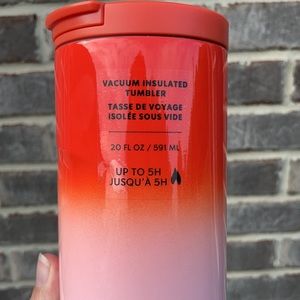 VACUUM INSULATED
TUMBLER
TASSE DE VOYAGE
ISOLÉE SOUS VIDE
20 FL OZ / 591 ML
UP TO 5H
JUSQU'À 5H